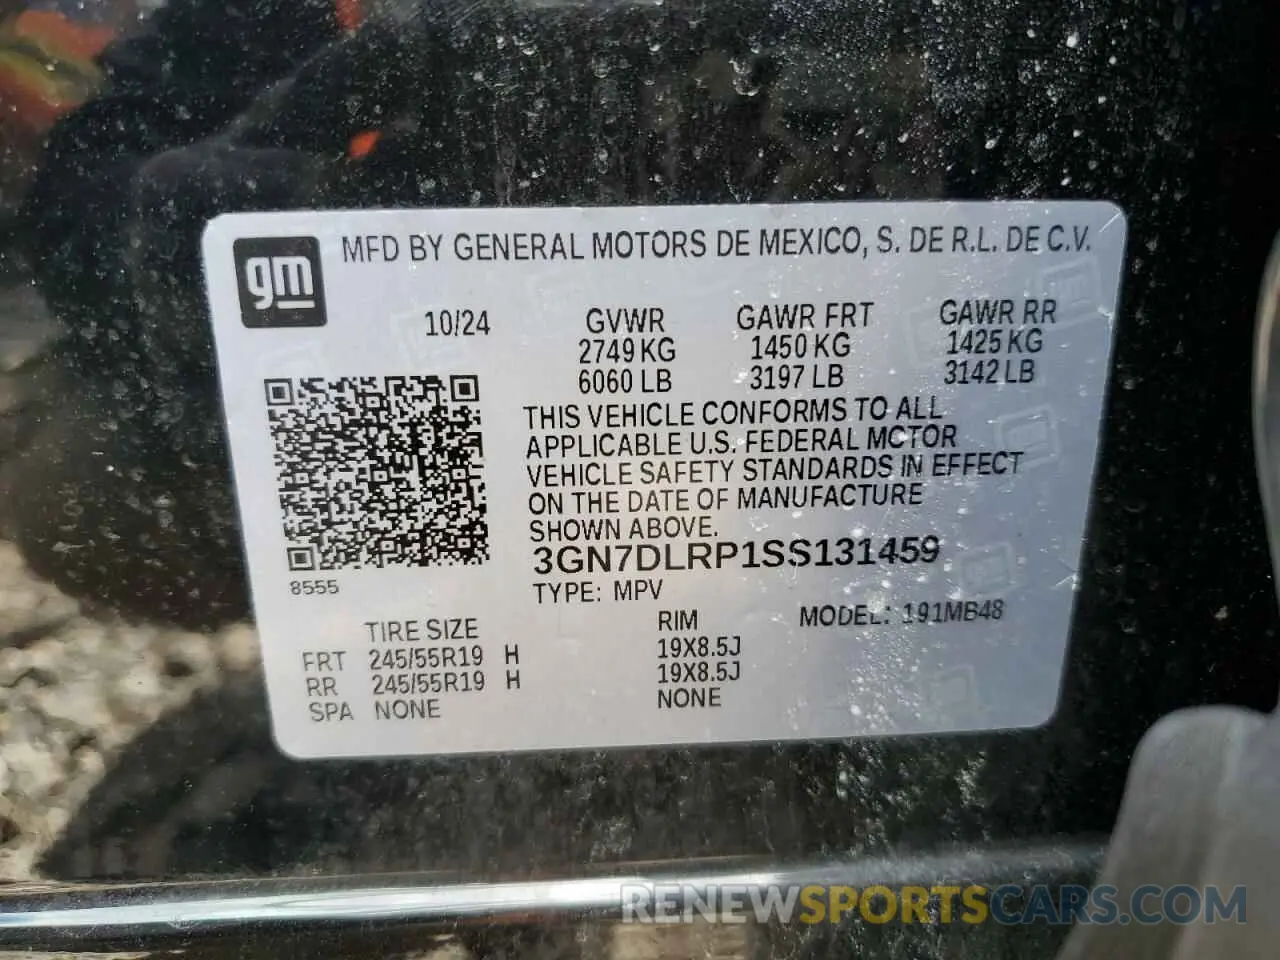 gm
MFD BY GENERAL MOTORS DE MEXICO, S. DE R.L. DE C.V.
10/24 GVWR GAWR FRT GAWR RR
2749 KG 1450 KG 1425 KG
6060 LB 3197 LB 3142 LB
THIS VEHICLE CONFORMS TO ALL
APPLICABLE U.S. FEDERAL MOTOR
VEHICLE SAFETY STANDARDS IN EFFECT
ON THE DATE OF MANUFACTURE
SHOWN ABOVE.
3GN7DLRP1SS131459
8555
TYPE: MPV
MODEL: 191MB48
TIRE SIZE RIM
FRT 245/55R19 H 19X8.5J
RR 245/55R19 H 19X8.5J
SPA NONE NONE
RENEWSPORTSCARS.COM